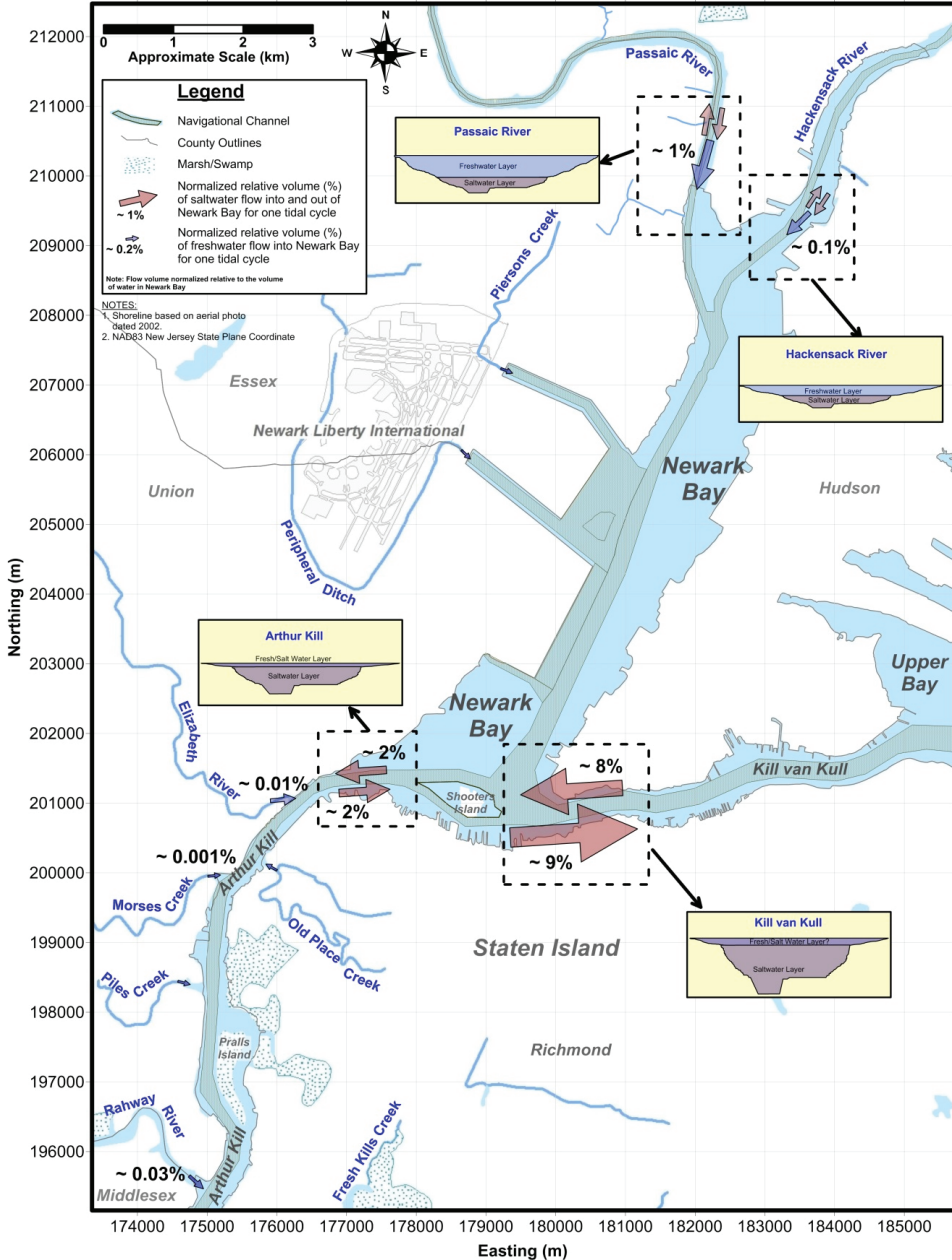 212000
211000
210000
209000
208000
207000
206000
205000
204000
203000
202000
201000
200000
199000
198000
197000
196000
Northing (m)
0 1 2 3
Approximate Scale (km)
N
W E
S
Legend
Navigational Channel
County Outlines
Marsh/Swamp
Normalized relative volume (%)
of saltwater flow into and out of
Newark Bay for one tidal cycle
~ 1%
Normalized relative volume (%)
of freshwater flow into Newark Bay
for one tidal cycle
~ 0.2%
Note: Flow volume normalized relative to the volume
of water in Newark Bay
NOTES:
1. Shoreline based on aerial photo
dated 2002.
2. NAD83 New Jersey State Plane Coordinate
Passaic
River
Hackensack River
Passaic River
Freshwater Layer
Saltwater Layer
~ 1%
~ 0.1%
Hackensack River
Freshwater Layer
Saltwater Layer
Piersons Creek
Essex
Newark Liberty International
Union
Newark
Bay
Hudson
Peripheral Ditch
Arthur Kill
Fresh/Salt Water Layer
Saltwater Layer
Newark
Bay
Upper
Bay
Elizabeth
River
~ 0.01%
~ 2%
~ 2%
Shooters
Island
~ 8%
~ 9%
Kill van Kull
~ 0.001%
Arthur Kill
Morses Creek
Old Place Creek
Staten Island
Kill van Kull
Fresh/Salt Water Layer?
Saltwater Layer
Piles Creek
Pralls
Island
Richmond
Rahway
River
~ 0.03%
Arthur Kill
Middlesex
Fresh Kills Creek
174000 175000 176000 177000 178000 179000 180000 181000 182000 183000 184000 185000
Easting (m)